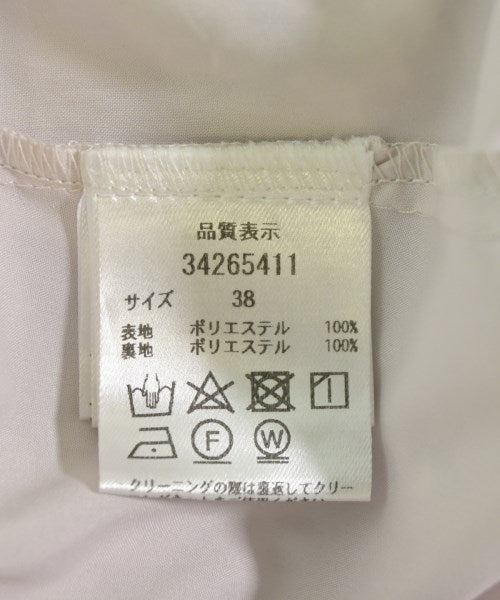 品質表示
34265411
サイズ 38
表地 ポリエステル 100%
裏地 ポリエステル 100%
F W
クリーニングの際は裏返してクリー